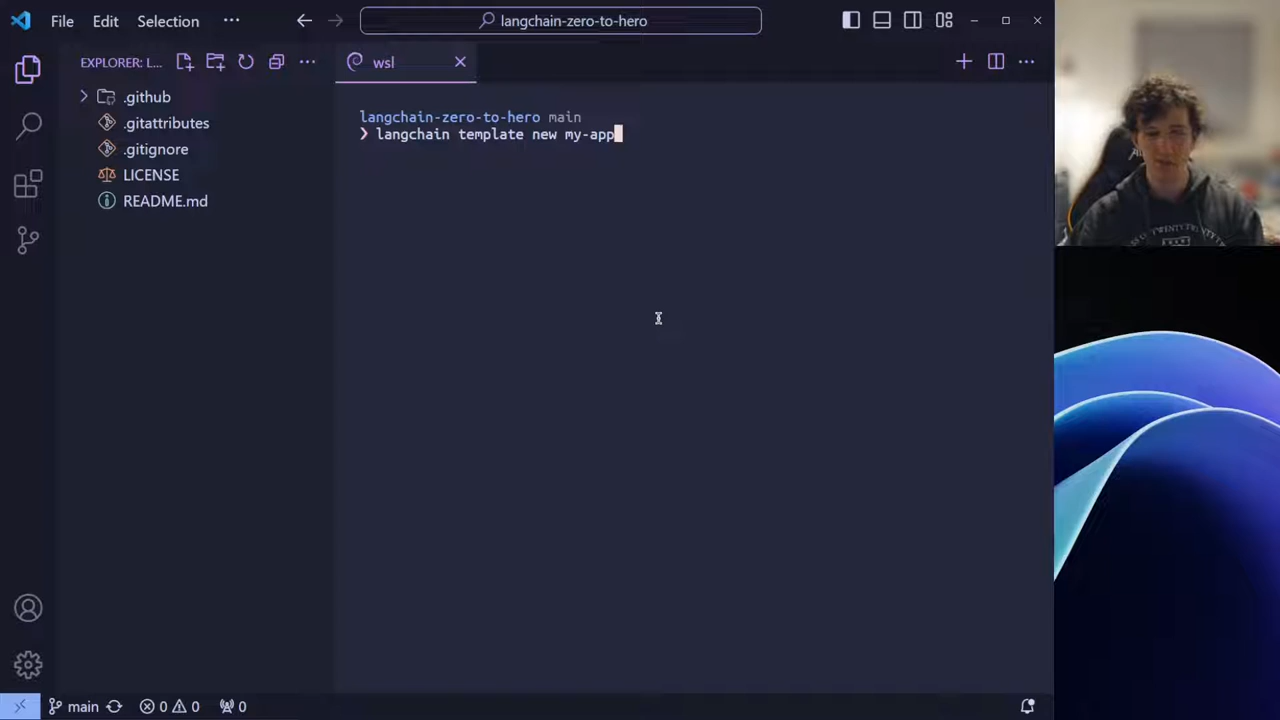 File Edit Selection ...
langchain-zero-to-hero
EXPLORER: L...
wsl
.github
.gitattributes
.gitignore
LICENSE
README.md
langchain-zero-to-hero main
❯ langchain template new my-app
main
0 0
0